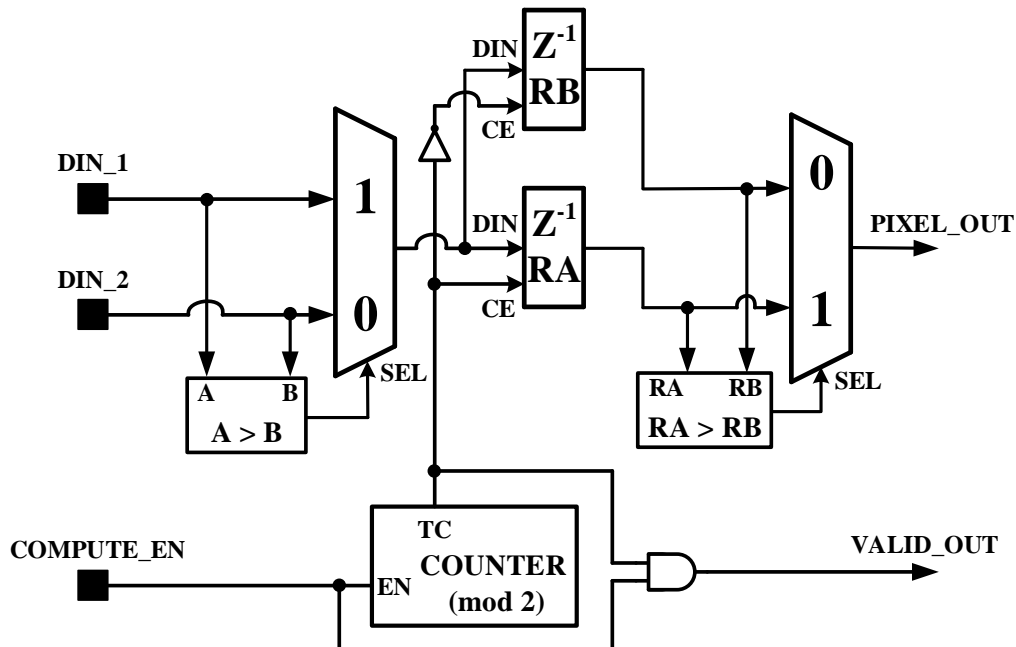 DIN
Z-1
RB
CE
DIN_1
1
DIN
Z-1
RA
CE
0
PIXEL_OUT
DIN_2
0
1
SEL
A B
A > B
SEL
RA RB
RA > RB
TC
COMPUTE_EN
COUNTER
EN
(mod 2)
VALID_OUT